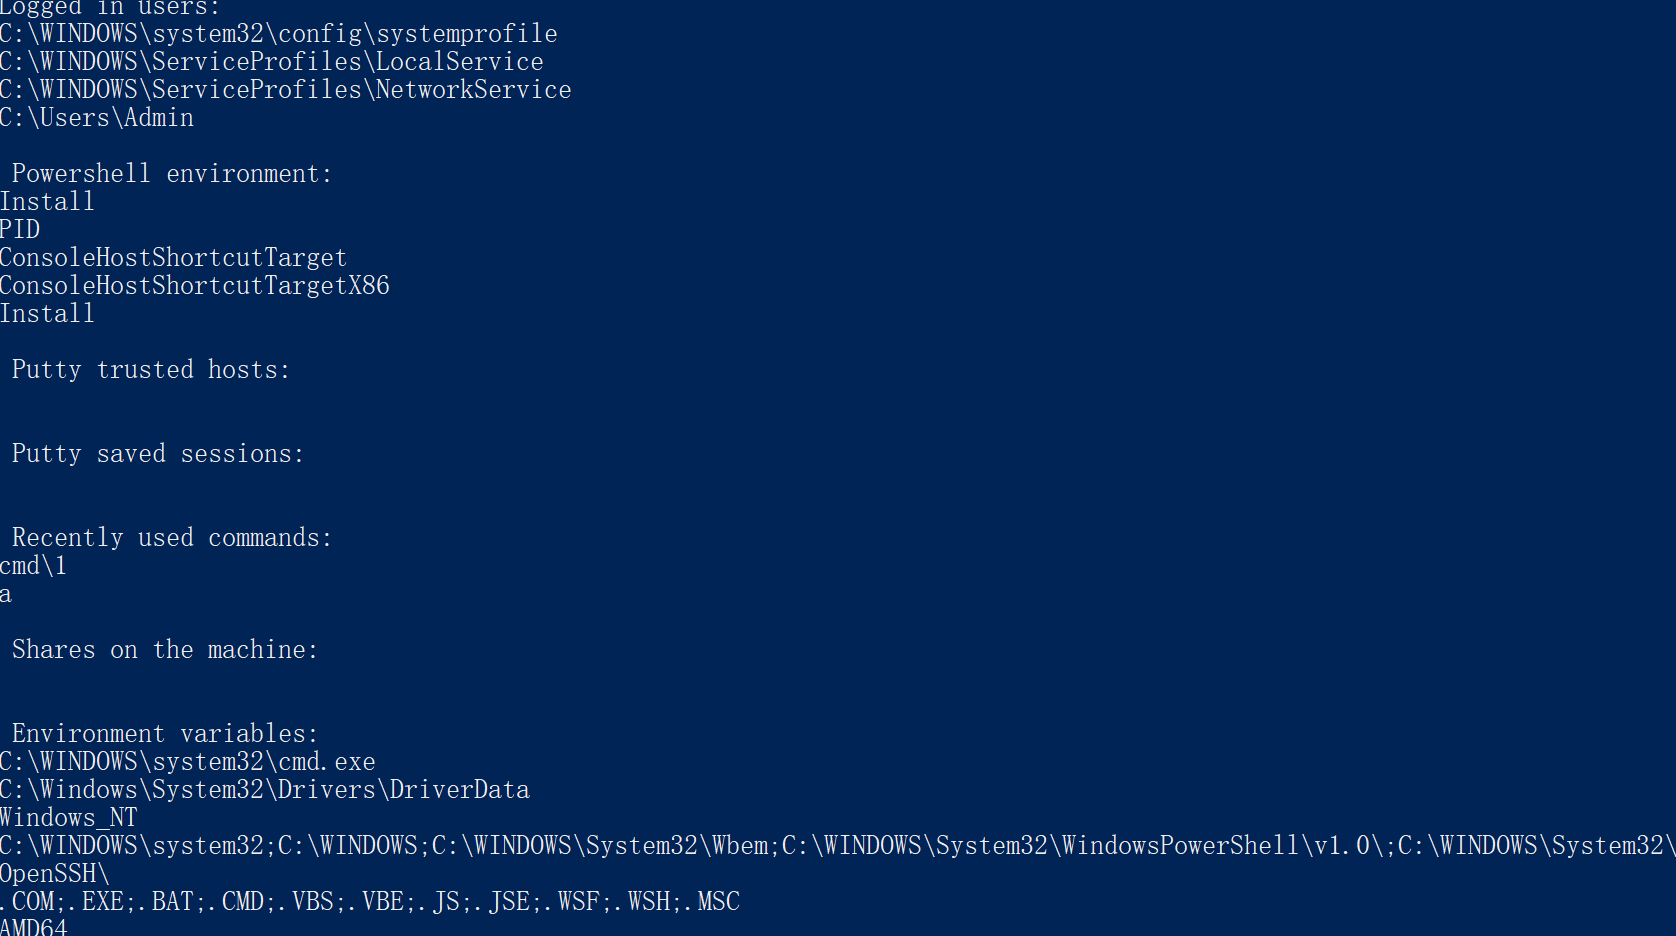 Logged in users:
C:\WINDOWS\system32\config\systemprofile
C:\WINDOWS\ServiceProfiles\LocalService
C:\WINDOWS\ServiceProfiles\NetworkService
C:\Users\Admin
Powershell environment:
Install
PID
ConsoleHostShortcutTarget
ConsoleHostShortcutTargetX86
Install
Putty trusted hosts:
Putty saved sessions:
Recently used commands:
cmd\1
a
Shares on the machine:
Environment variables:
C:\WINDOWS\system32\cmd.exe
C:\Windows\System32\Drivers\DriverData
Windows_NT
C:\WINDOWS\system32;C:\WINDOWS;C:\WINDOWS\System32\Wbem;C:\WINDOWS\System32\WindowsPowerShell\v1.0\;C:\WINDOWS\System32\
OpenSSH\
.COM;.EXE;.BAT;.CMD;.VBS;.VBE;.JS;.JSE;.WSF;.WSH;.MSC
AMD64